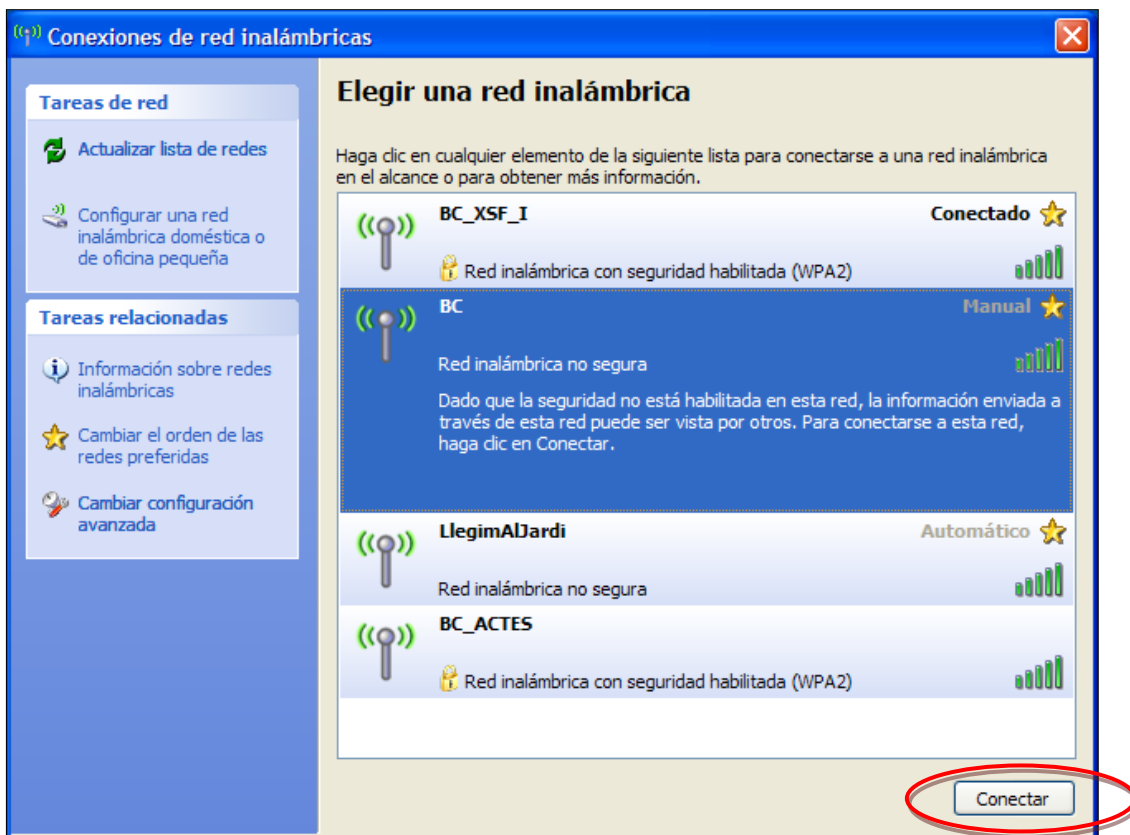 Conexiones de red inalámbricas
Tareas de red
Actualizar lista de redes
Configurar una red
inalámbrica doméstica o
de oficina pequeña
Tareas relacionadas
Información sobre redes
inalámbricas
Cambiar el orden de las
redes preferidas
Cambiar configuración
avanzada
Elegir una red inalámbrica
Haga clic en cualquier elemento de la siguiente lista para conectarse a una red inalámbrica
en el alcance o para obtener más información.
BC_XSF_I Conectado
Red inalámbrica con seguridad habilitada (WPA2)
BC Manual
Red inalámbrica no segura
Dado que la seguridad no está habilitada en esta red, la información enviada a
través de esta red puede ser vista por otros. Para conectarse a esta red,
haga clic en Conectar.
LlegimAlJardi Automático
Red inalámbrica no segura
BC_ACTES
Red inalámbrica con seguridad habilitada (WPA2)
Conectar